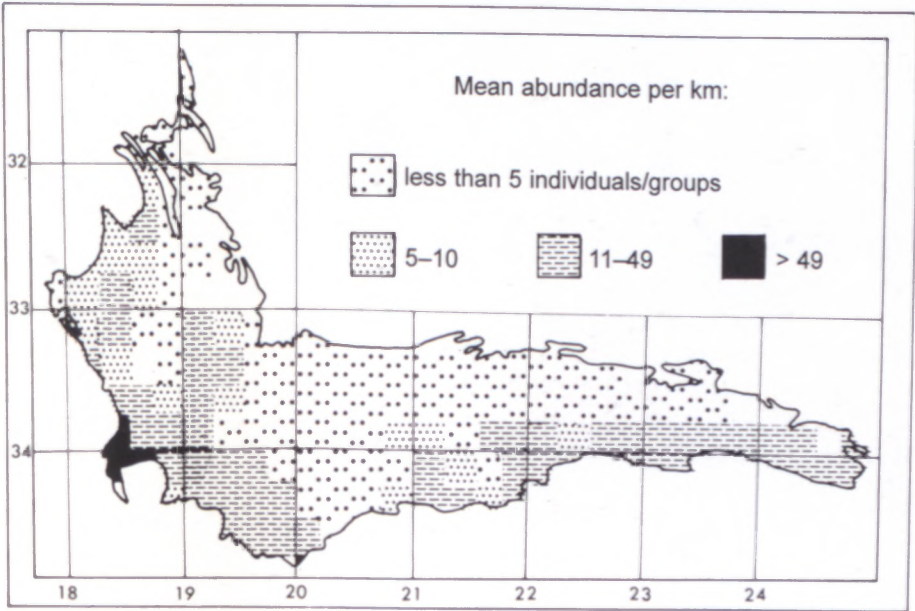 Mean abundance per km:
less than 5 individuals/groups
5–10 11–49 > 49
32
33
34
18 19 20 21 22 23 24